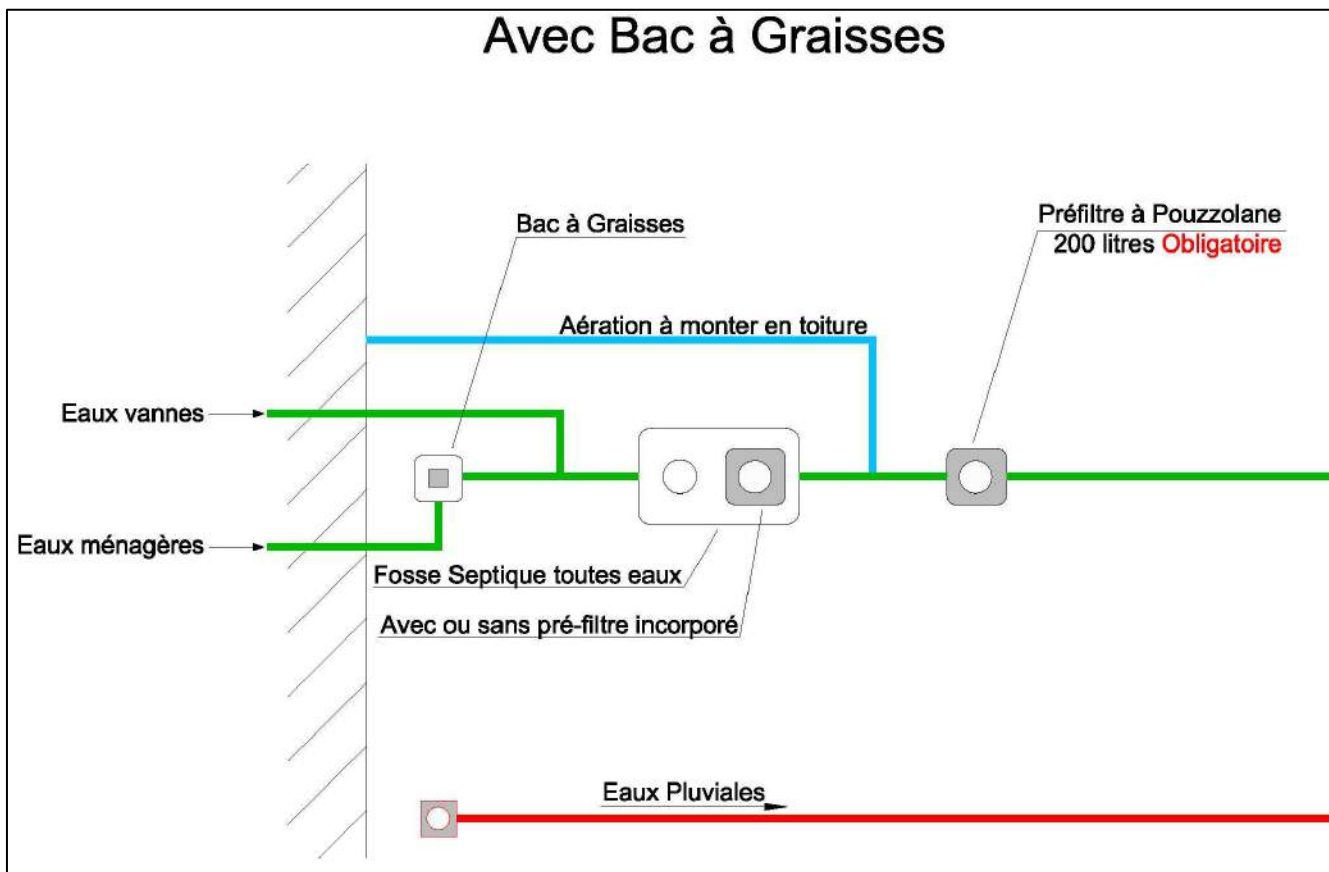 Avec Bac à Graisses
Bac à Graisses
Préfiltre à Pouzzolane
200 litres Obligatoire
Aération à monter en toiture
Eaux vannes
Eaux ménagères
Fosse Septique toutes eaux
Avec ou sans pré-filtre incorporé
Eaux Pluviales